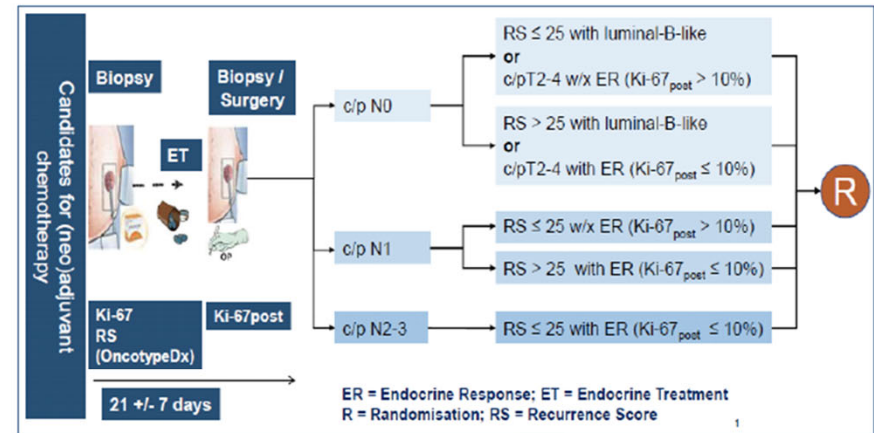 Candidates for (neo)adjuvant
chemotherapy
Biopsy
ET
Biopsy /
Surgery
OP
Ki-67
RS
(OncotypeDx)
Ki-67post
21 +/- 7 days
c/p N0
RS ≤ 25 with luminal-B-like
or
c/pT2-4 w/x ER (Ki-67post > 10%)
RS > 25 with luminal-B-like
or
c/pT2-4 with ER (Ki-67post ≤ 10%)
c/p N1
RS ≤ 25 w/x ER (Ki-67post > 10%)
RS > 25 with ER (Ki-67post ≤ 10%)
c/p N2-3
RS ≤ 25 with ER (Ki-67post ≤ 10%)
R
ER = Endocrine Response; ET = Endocrine Treatment
R = Randomisation; RS = Recurrence Score
1